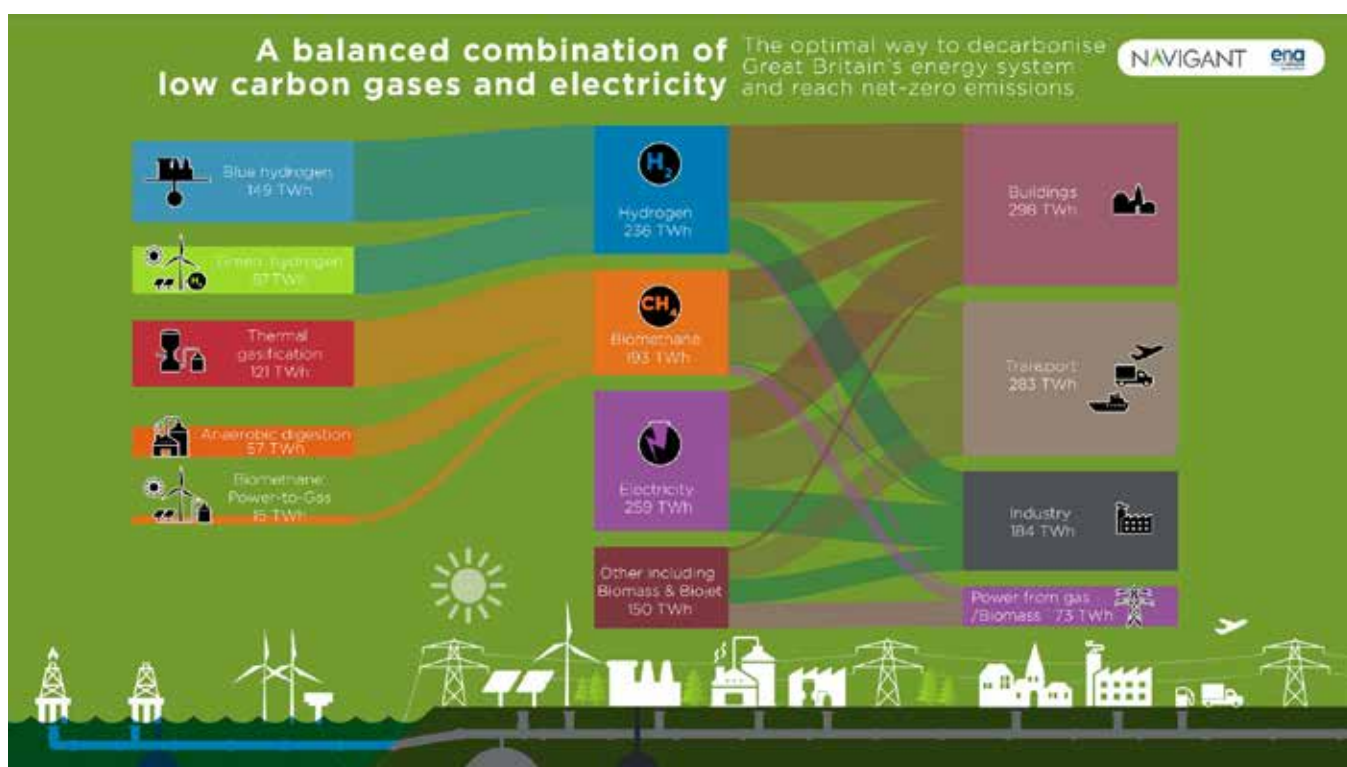 A balanced combination of
low carbon gases and electricity
The optimal way to decarbonise
Great Britain's energy system
and reach net-zero emissions
NAVIGANT
ena
Blue hydrogen
149 TWh
Green hydrogen
87 TWh
Thermal
gasification
121 TWh
Anaerobic digestion
57 TWh
Biomethane:
Power-to-Gas
15 TWh
H₂
Hydrogen
236 TWh
CH₄
Biomethane
193 TWh
Electricity
259 TWh
Other including
Biomass & Biojet
150 TWh
Buildings
298 TWh
Transport
283 TWh
Industry
184 TWh
Power from gas
/Biomass 73 TWh
H₂